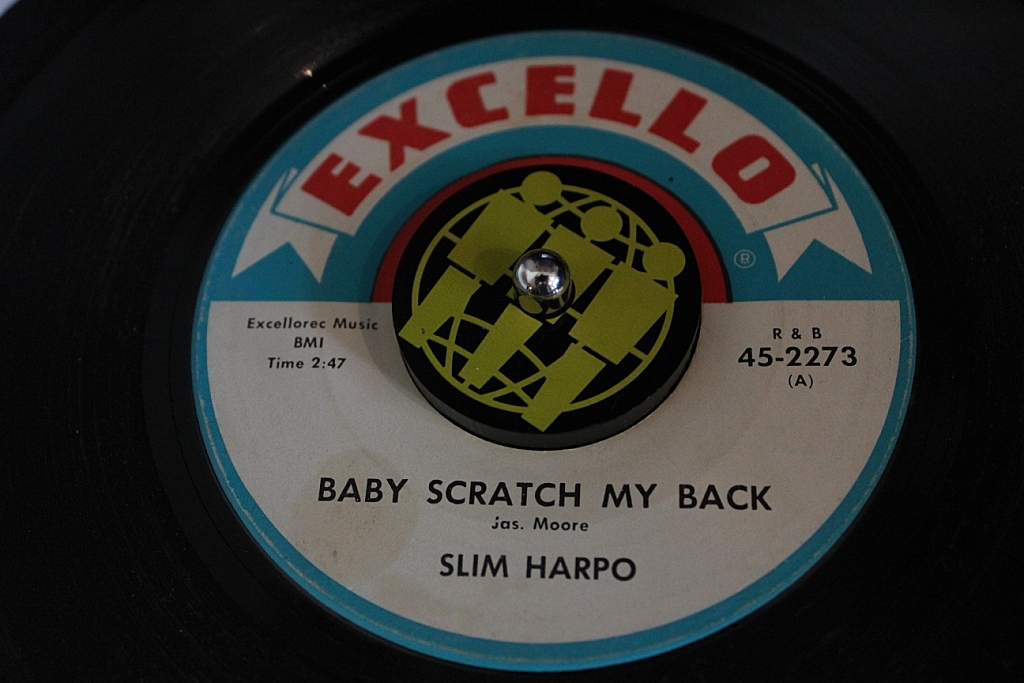 EXCELLO
®
Excellorec Music
BMI
Time 2:47
R & B
45-2273
(A)
BABY SCRATCH MY BACK
Jas. Moore
SLIM HARPO